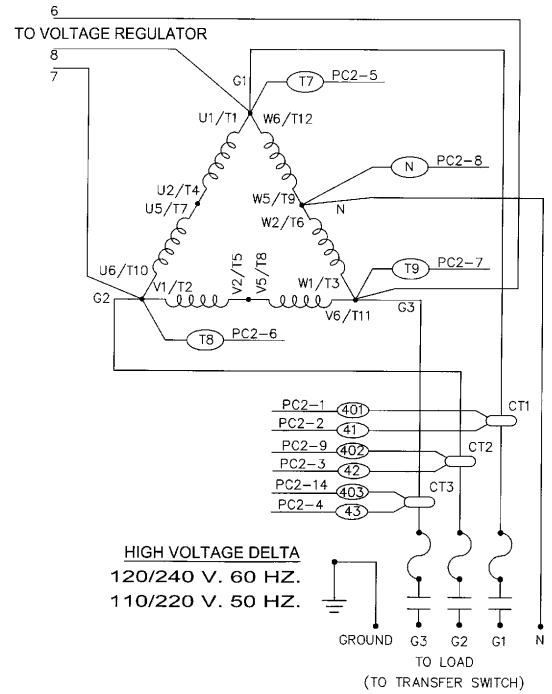 6
TO VOLTAGE REGULATOR
8
7
G1
T7
PC2-5
U1/T1
W6/T12
N
PC2-8
U2/T4
U5/T7
W5/T9
W2/T6
N
T9
PC2-7
U6/T10
V1/T2
V2/T5
V5/T8
W1/T3
G2
V6/T11
G3
T8
PC2-6
PC2-1
401
CT1
PC2-2
41
PC2-9
402
CT2
PC2-3
42
PC2-14
403
CT3
PC2-4
43
HIGH VOLTAGE DELTA
120/240 V. 60 HZ.
110/220 V. 50 HZ.
GROUND
G3
G2
G1
N
TO LOAD
(TO TRANSFER SWITCH)